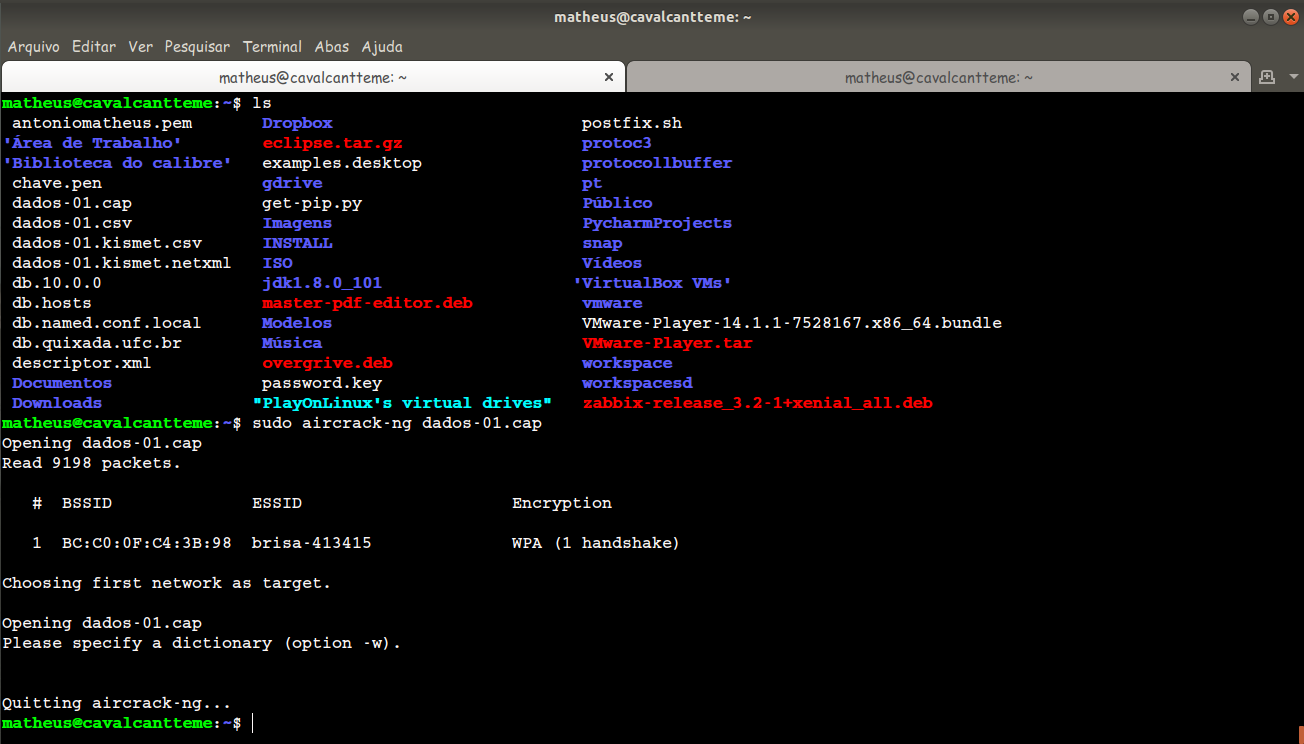 matheus@cavalcantteme: ~
Arquivo Editar Ver Pesquisar Terminal Abas Ajuda
matheus@cavalcantteme: ~ × matheus@cavalcantteme: ~ ×
matheus@cavalcantteme:~$ ls
antoniomatheus.pem Dropbox postfix.sh
'Área de Trabalho' eclipse.tar.gz protoc3
'Biblioteca do calibre' examples.desktop protocollbuffer
chave.pen gdrive pt
dados-01.cap get-pip.py Público
dados-01.csv Imagens PycharmProjects
dados-01.kismet.csv INSTALL snap
dados-01.kismet.netxml ISO Vídeos
db.10.0.0 jdk1.8.0_101 'VirtualBox VMs'
db.hosts master-pdf-editor.deb vmware
db.named.conf.local Modelos VMware-Player-14.1.1-7528167.x86_64.bundle
db.quixada.ufc.br Música VMware-Player.tar
descriptor.xml overgrive.deb workspace
Documentos password.key workspacesd
Downloads "PlayOnLinux's virtual drives" zabbix-release_3.2-1+xenial_all.deb
matheus@cavalcantteme:~$ sudo aircrack-ng dados-01.cap
Opening dados-01.cap
Read 9198 packets.
# BSSID ESSID Encryption
1 BC:C0:0F:C4:3B:98 brisa-413415 WPA (1 handshake)
Choosing first network as target.
Opening dados-01.cap
Please specify a dictionary (option -w).
Quitting aircrack-ng...
matheus@cavalcantteme:~$